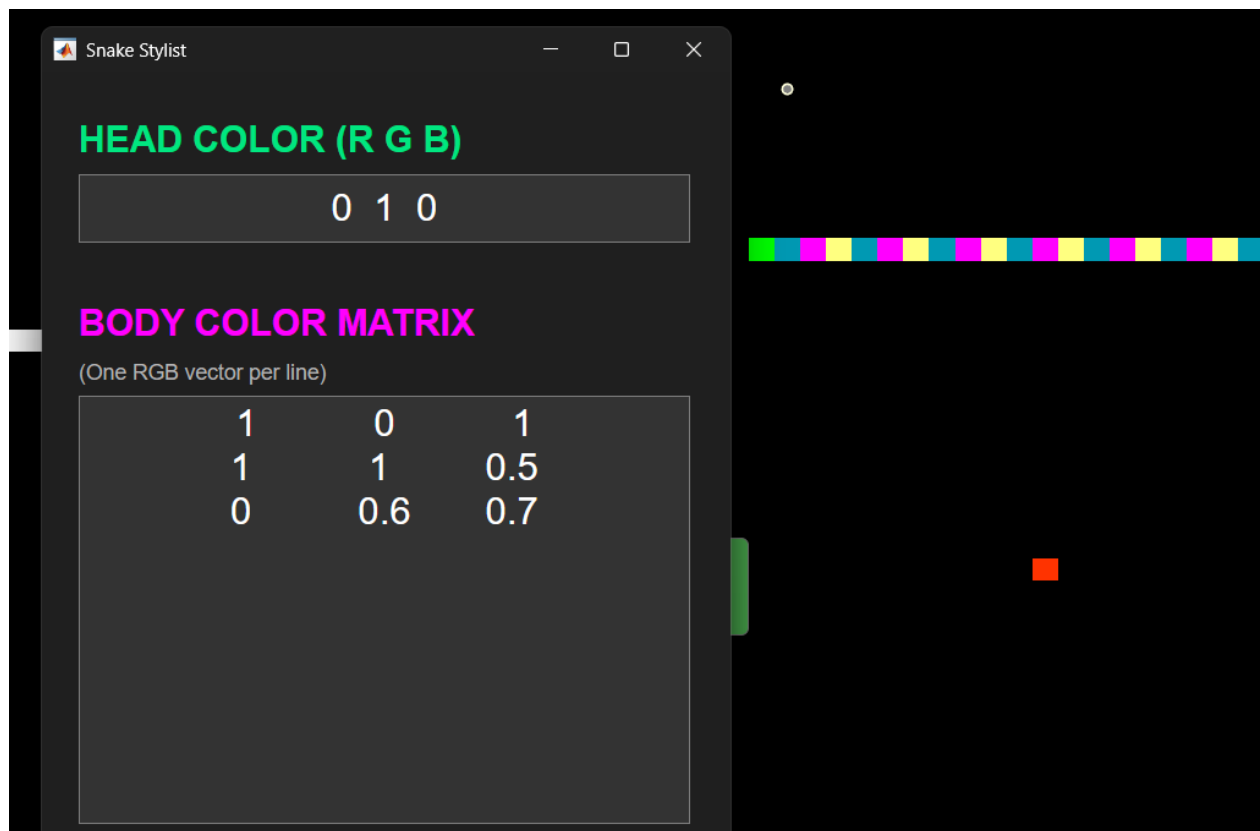 Snake Stylist
HEAD COLOR (R G B)
0 1 0
BODY COLOR MATRIX
(One RGB vector per line)
1 0 1
1 1 0.5
0 0.6 0.7